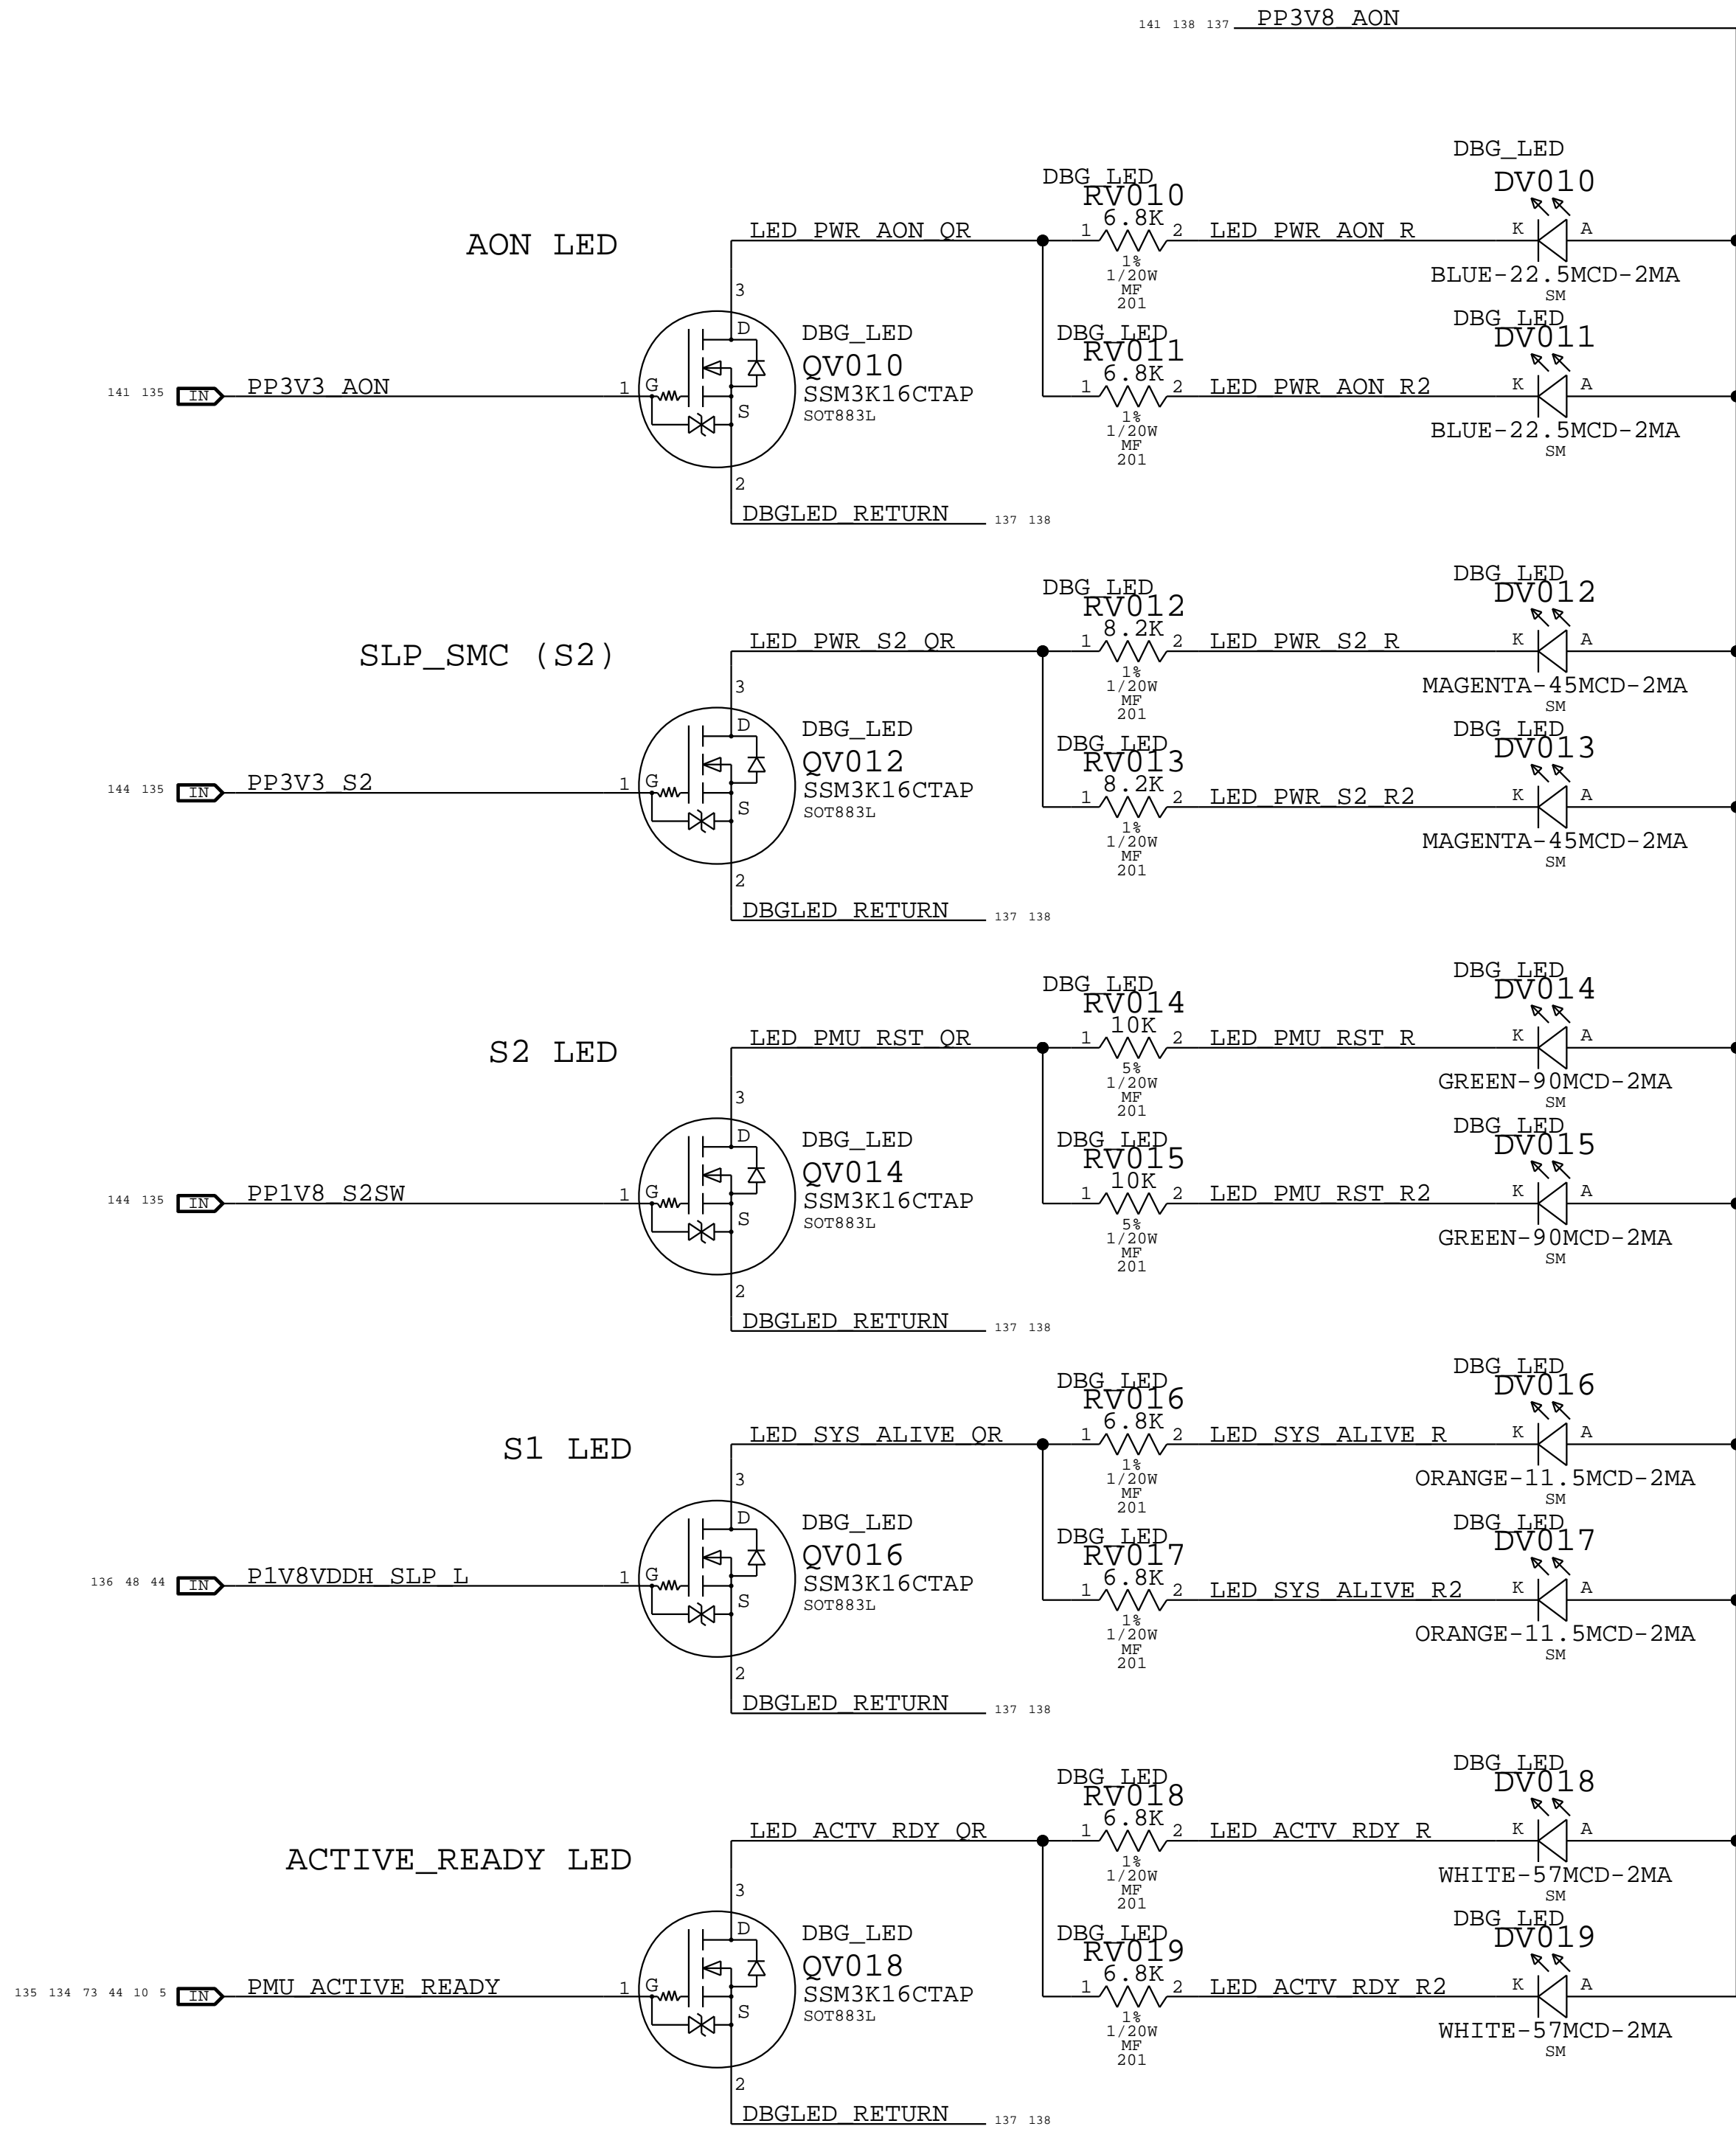 141 138 137 PP3V8_AON
AON LED
141 135 IN PP3V3_AON
1 G D S 3 2
LED_PWR_AON_QR
DBG_LED
QV010
SSM3K16CTAP
SOT883L
DBGLED_RETURN 137 138
DBG_LED
RV010
6.8K
1 2
1%
1/20W
MF
201
LED_PWR_AON_R
DBG_LED
DV010
K A
BLUE-22.5MCD-2MA
SM
DBG_LED
RV011
6.8K
1 2
1%
1/20W
MF
201
LED_PWR_AON_R2
DBG_LED
DV011
K A
BLUE-22.5MCD-2MA
SM
SLP_SMC (S2)
144 135 IN PP3V3_S2
1 G D S 3 2
LED_PWR_S2_QR
DBG_LED
QV012
SSM3K16CTAP
SOT883L
DBGLED_RETURN 137 138
DBG_LED
RV012
8.2K
1 2
1%
1/20W
MF
201
LED_PWR_S2_R
DBG_LED
DV012
K A
MAGENTA-45MCD-2MA
SM
DBG_LED
RV013
8.2K
1 2
1%
1/20W
MF
201
LED_PWR_S2_R2
DBG_LED
DV013
K A
MAGENTA-45MCD-2MA
SM
S2 LED
144 135 IN PP1V8_S2SW
1 G D S 3 2
LED_PMU_RST_QR
DBG_LED
QV014
SSM3K16CTAP
SOT883L
DBGLED_RETURN 137 138
DBG_LED
RV014
10K
1 2
5%
1/20W
MF
201
LED_PMU_RST_R
DBG_LED
DV014
K A
GREEN-90MCD-2MA
SM
DBG_LED
RV015
10K
1 2
5%
1/20W
MF
201
LED_PMU_RST_R2
DBG_LED
DV015
K A
GREEN-90MCD-2MA
SM
S1 LED
136 48 44 IN P1V8VDDH_SLP_L
1 G D S 3 2
LED_SYS_ALIVE_QR
DBG_LED
QV016
SSM3K16CTAP
SOT883L
DBGLED_RETURN 137 138
DBG_LED
RV016
6.8K
1 2
1%
1/20W
MF
201
LED_SYS_ALIVE_R
DBG_LED
DV016
K A
ORANGE-11.5MCD-2MA
SM
DBG_LED
RV017
6.8K
1 2
1%
1/20W
MF
201
LED_SYS_ALIVE_R2
DBG_LED
DV017
K A
ORANGE-11.5MCD-2MA
SM
ACTIVE_READY LED
135 134 73 44 10 5 IN PMU_ACTIVE_READY
1 G D S 3 2
LED_ACTV_RDY_QR
DBG_LED
QV018
SSM3K16CTAP
SOT883L
DBGLED_RETURN 137 138
DBG_LED
RV018
6.8K
1 2
1%
1/20W
MF
201
LED_ACTV_RDY_R
DBG_LED
DV018
K A
WHITE-57MCD-2MA
SM
DBG_LED
RV019
6.8K
1 2
1%
1/20W
MF
201
LED_ACTV_RDY_R2
DBG_LED
DV019
K A
WHITE-57MCD-2MA
SM